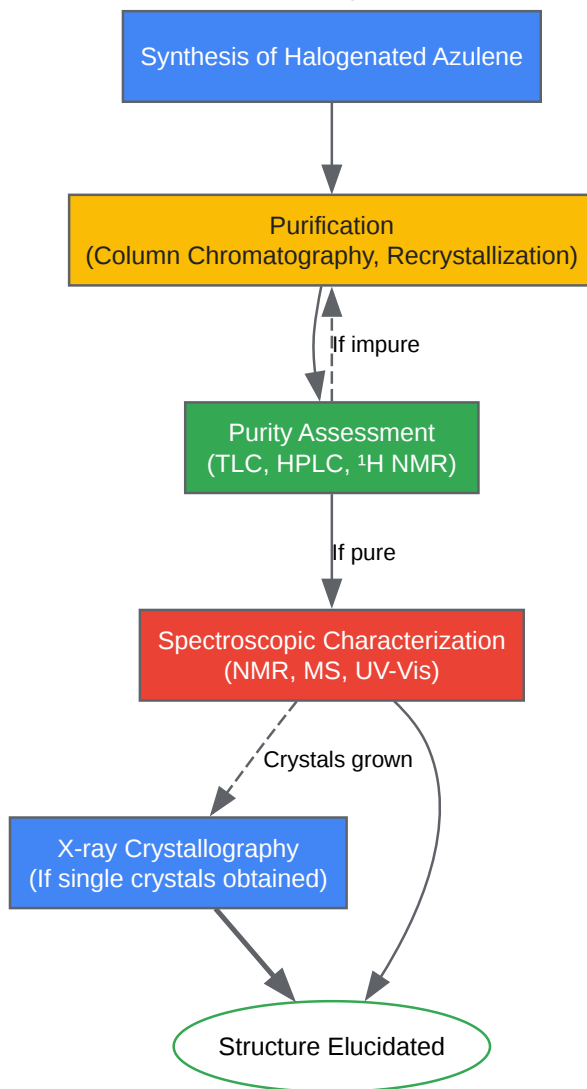 Synthesis of Halogenated Azulene
Purification
(Column Chromatography, Recrystallization)
If impure
Purity Assessment
(TLC, HPLC, ¹H NMR)
If pure
Spectroscopic Characterization
(NMR, MS, UV-Vis)
Crystals grown
X-ray Crystallography
(If single crystals obtained)
Structure Elucidated